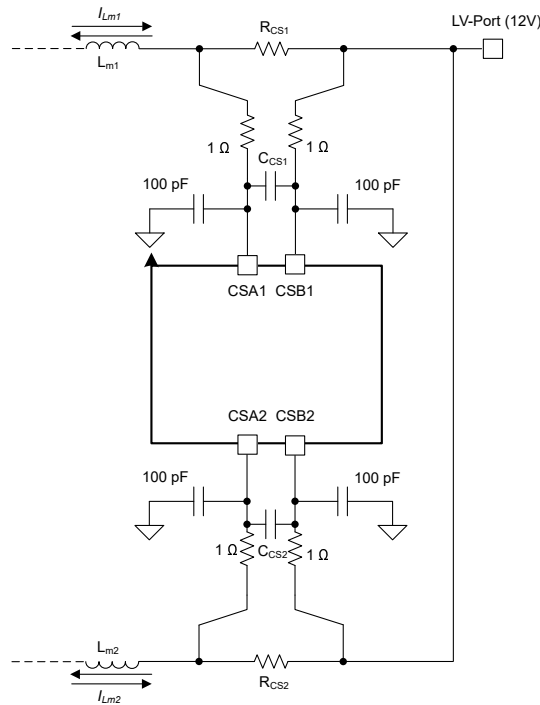 I_Lm1
L_m1
R_CS1
LV-Port (12V)
1 Ω
1 Ω
C_CS1
100 pF
100 pF
CSA1
CSB1
CSA2
CSB2
100 pF
100 pF
1 Ω
C_CS2
1 Ω
L_m2
I_Lm2
R_CS2